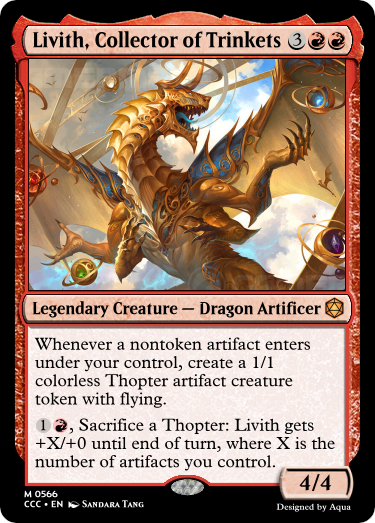 Livith, Collector of Trinkets 3
Legendary Creature — Dragon Artificer
Whenever a nontoken artifact enters
under your control, create a 1/1
colorless Thopter artifact creature
token with flying.
1 , Sacrifice a Thopter: Livith gets
+X/+0 until end of turn, where X is the
number of artifacts you control.
4/4
M 0566
CCC • EN Sandara Tang
Designed by Aqua